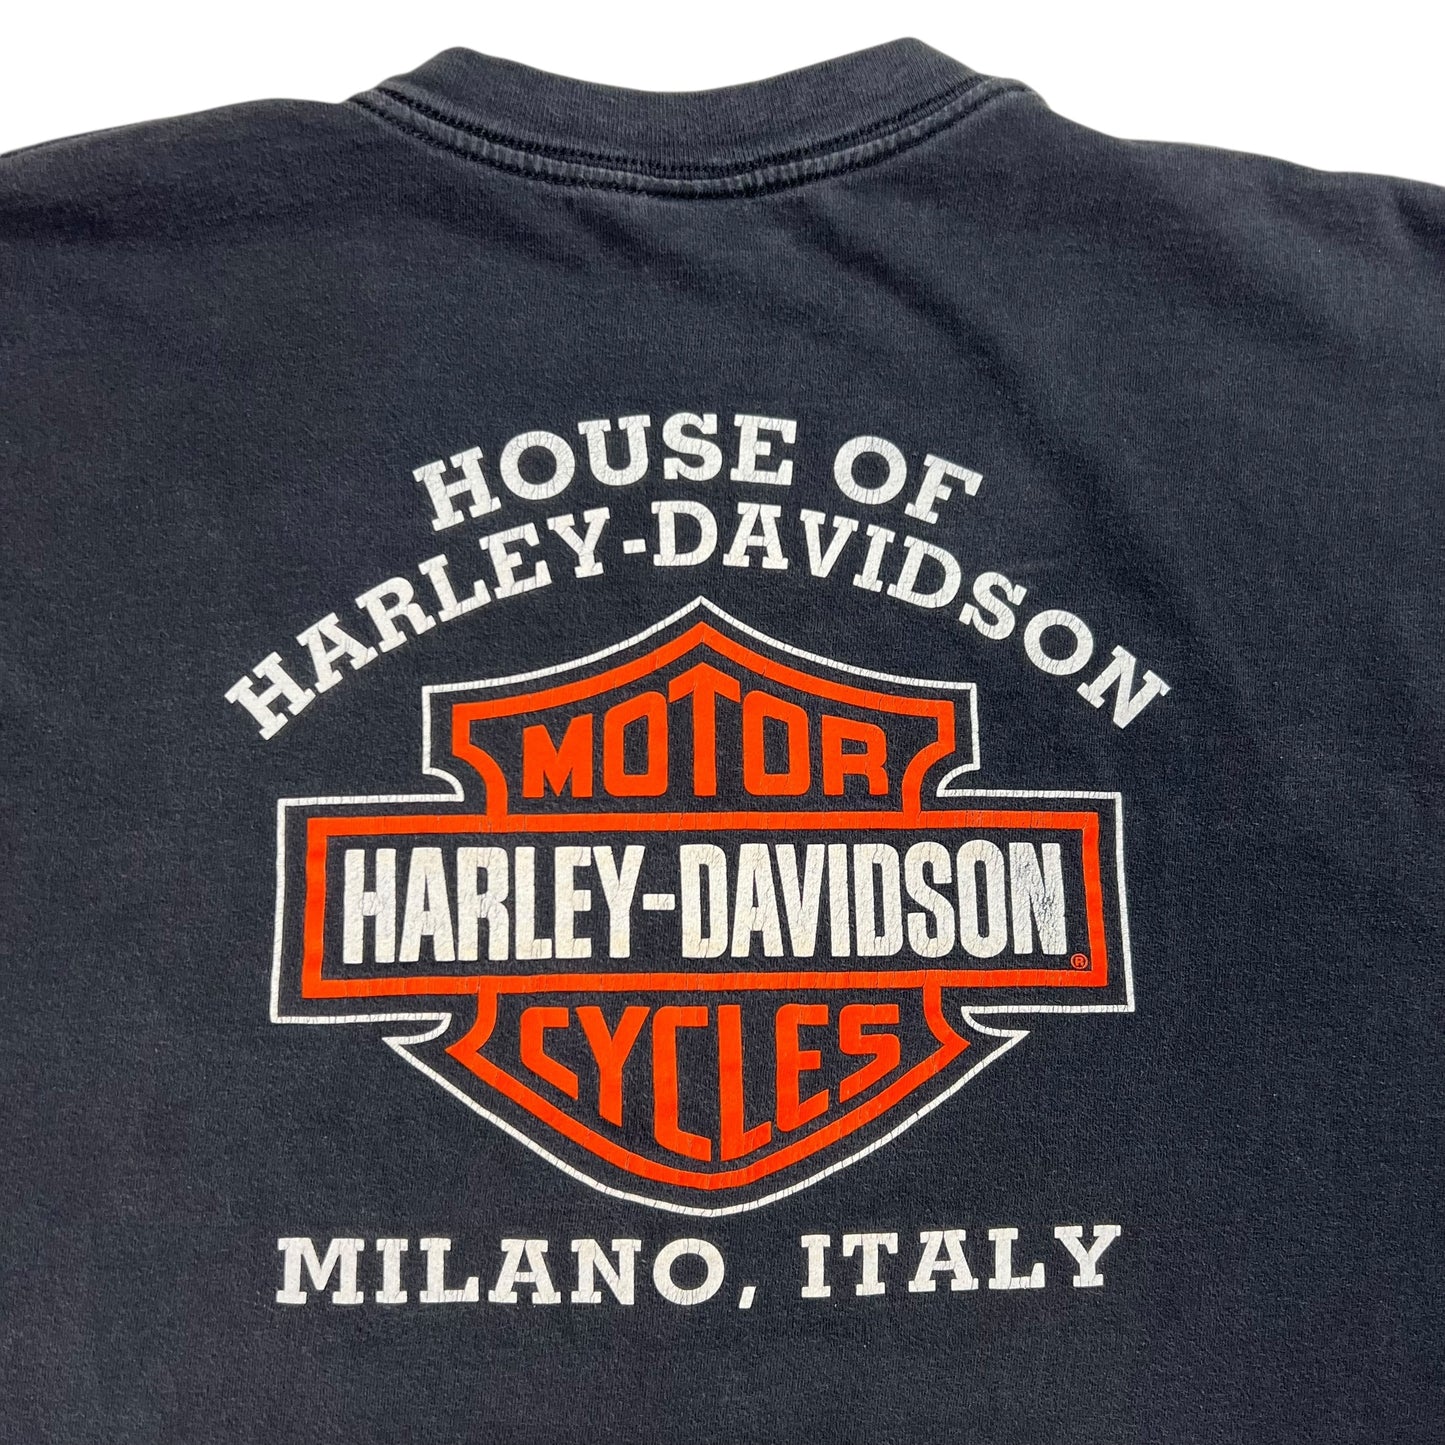 HOUSE OF
HARLEY-DAVIDSON
MOTOR
HARLEY-DAVIDSON®
CYCLES
MILANO, ITALY